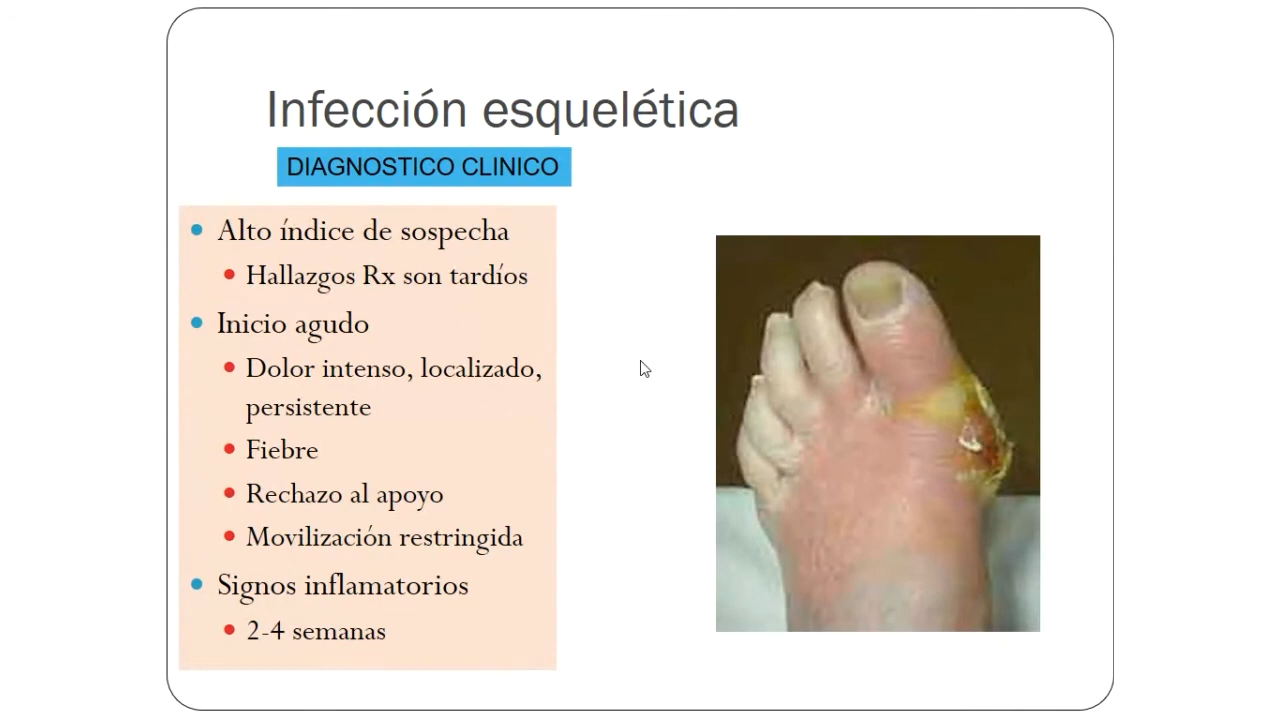 Infección esquelética
DIAGNOSTICO CLINICO
Alto índice de sospecha
Hallazgos Rx son tardíos
Inicio agudo
Dolor intenso, localizado,
persistente
Fiebre
Rechazo al apoyo
Movilización restringida
Signos inflamatorios
2-4 semanas